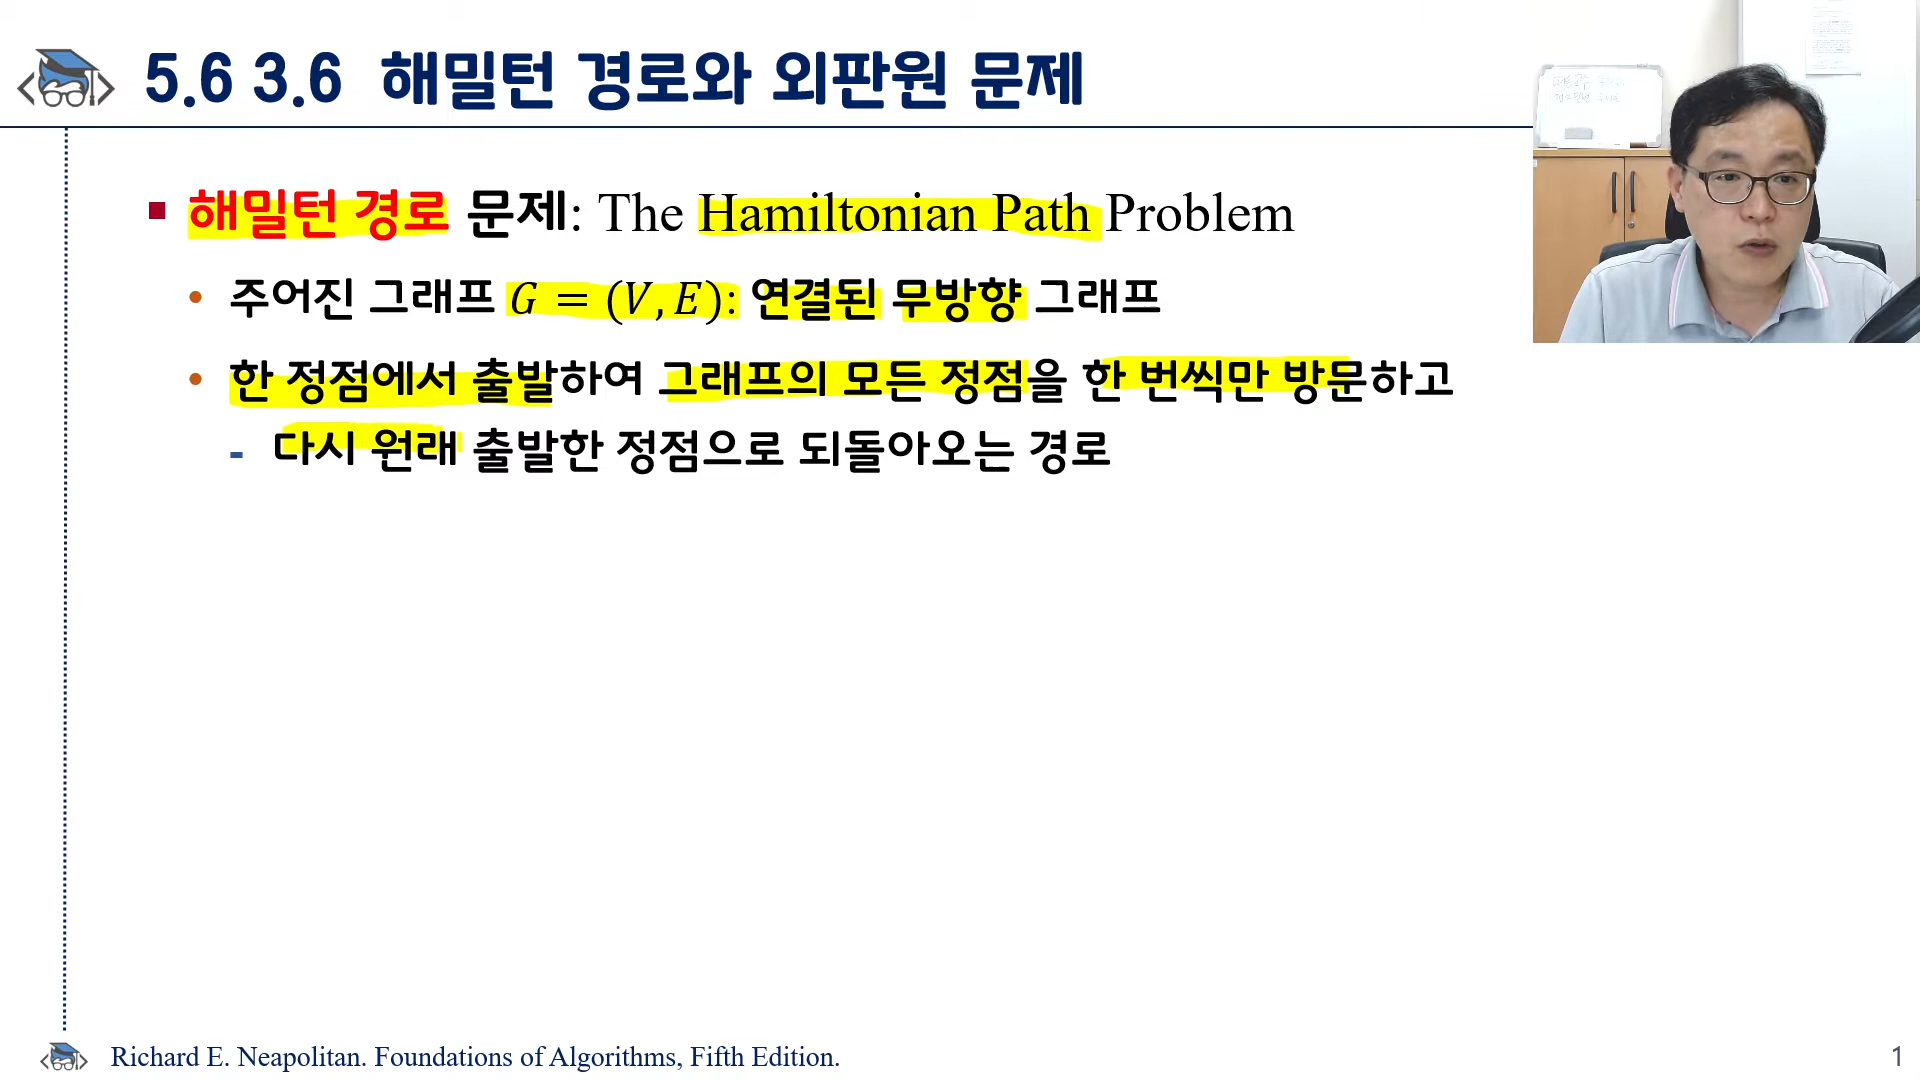 5.6 3.6 해밀턴 경로와 외판원 문제
해밀턴 경로 문제: The Hamiltonian Path Problem
주어진 그래프 G = (V, E): 연결된 무방향 그래프
한 정점에서 출발하여 그래프의 모든 정점을 한 번씩만 방문하고
- 다시 원래 출발한 정점으로 되돌아오는 경로
Richard E. Neapolitan. Foundations of Algorithms, Fifth Edition.
1